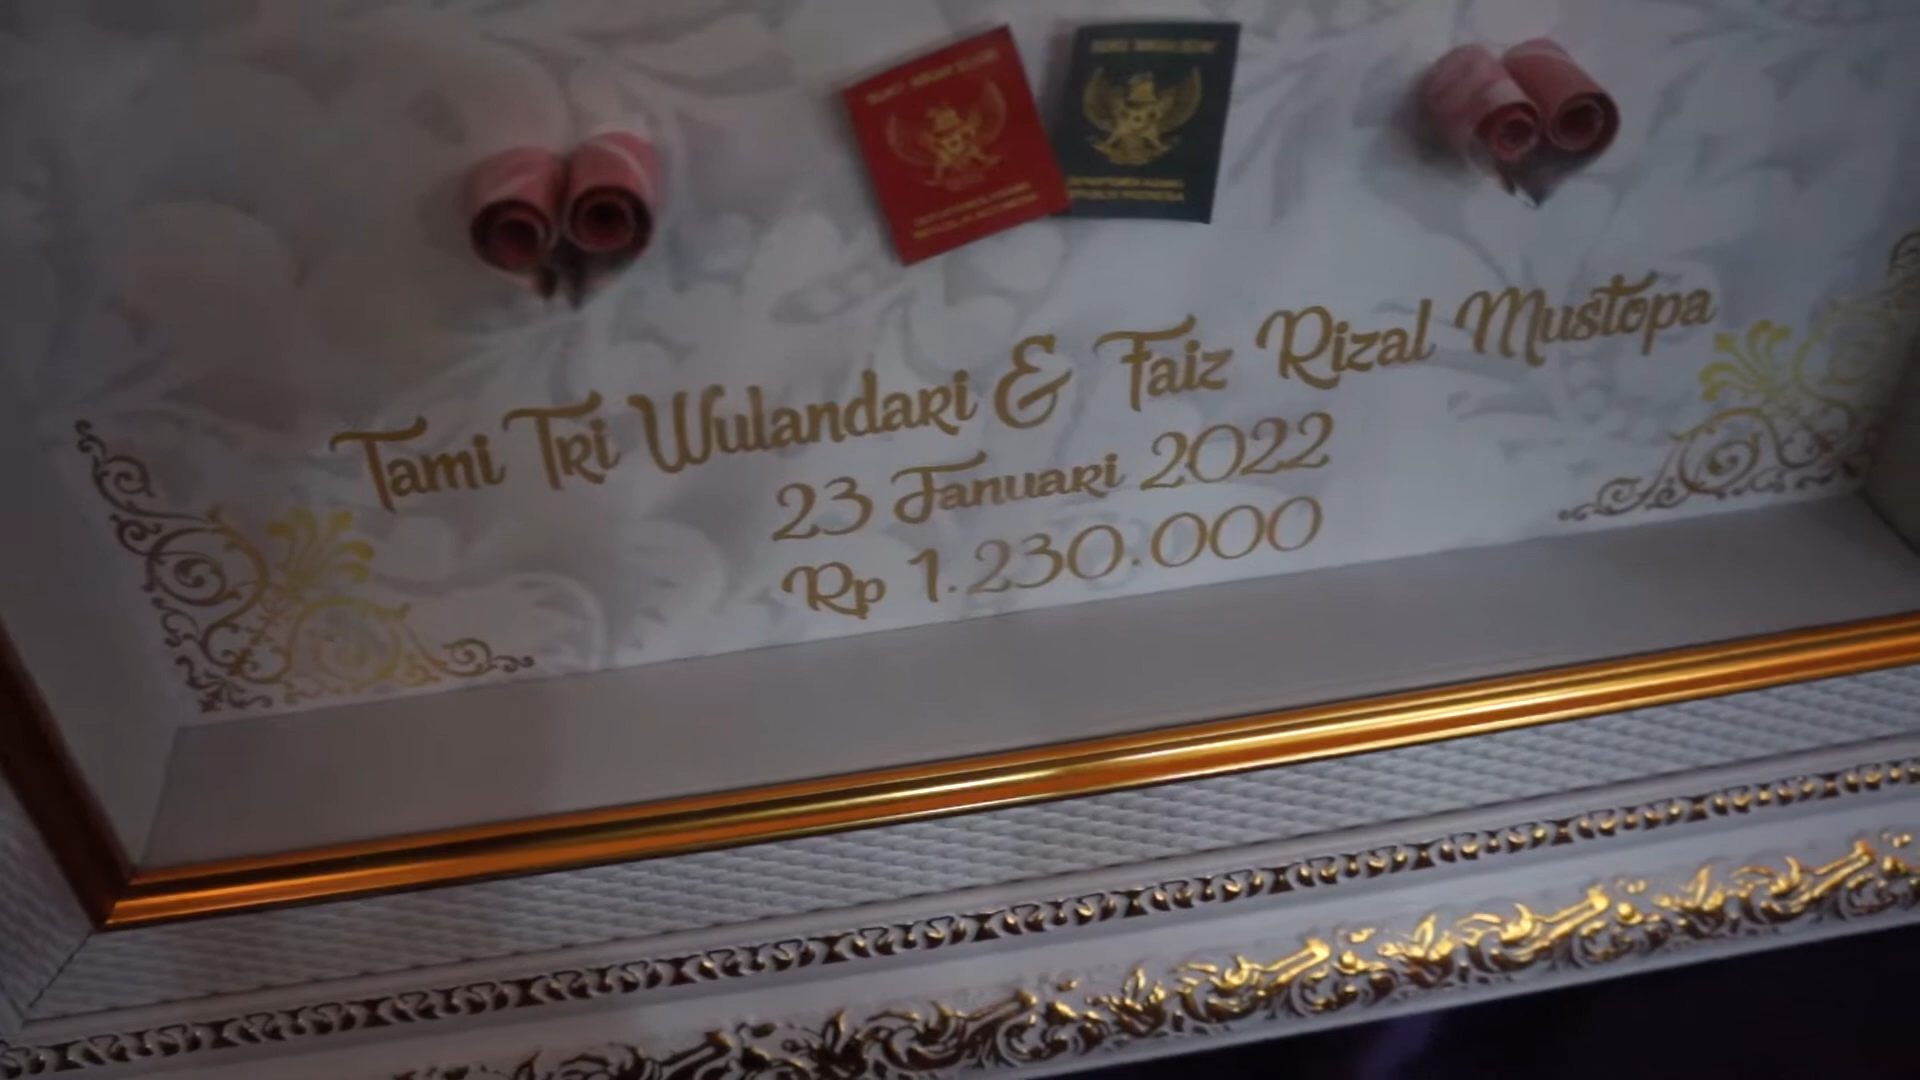 Tami Tri Wulandari & Faiz Rizal Mustopa
23 Januari 2022
Rp 1.230.000